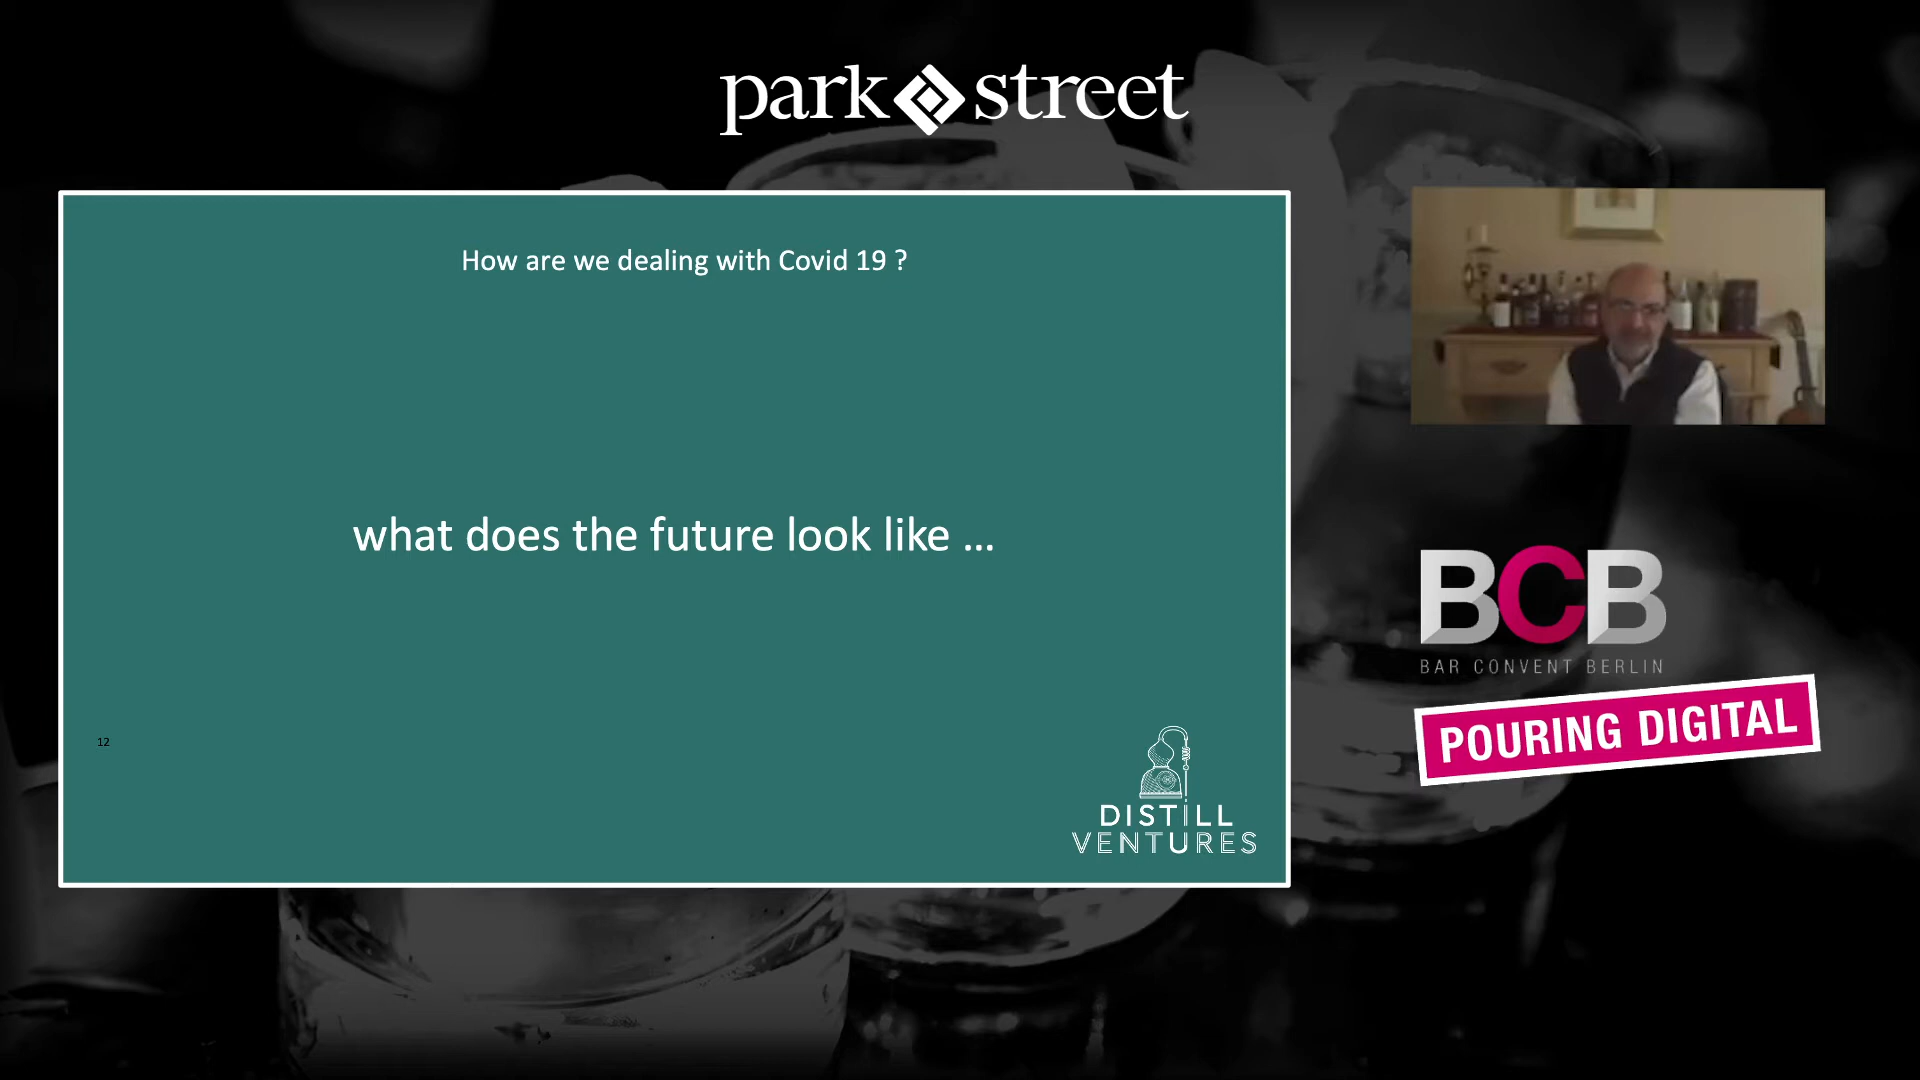 park street
How are we dealing with Covid 19 ?
what does the future look like ...
12
DISTILL
VENTURES
BCB
BAR CONVENT BERLIN
POURING DIGITAL